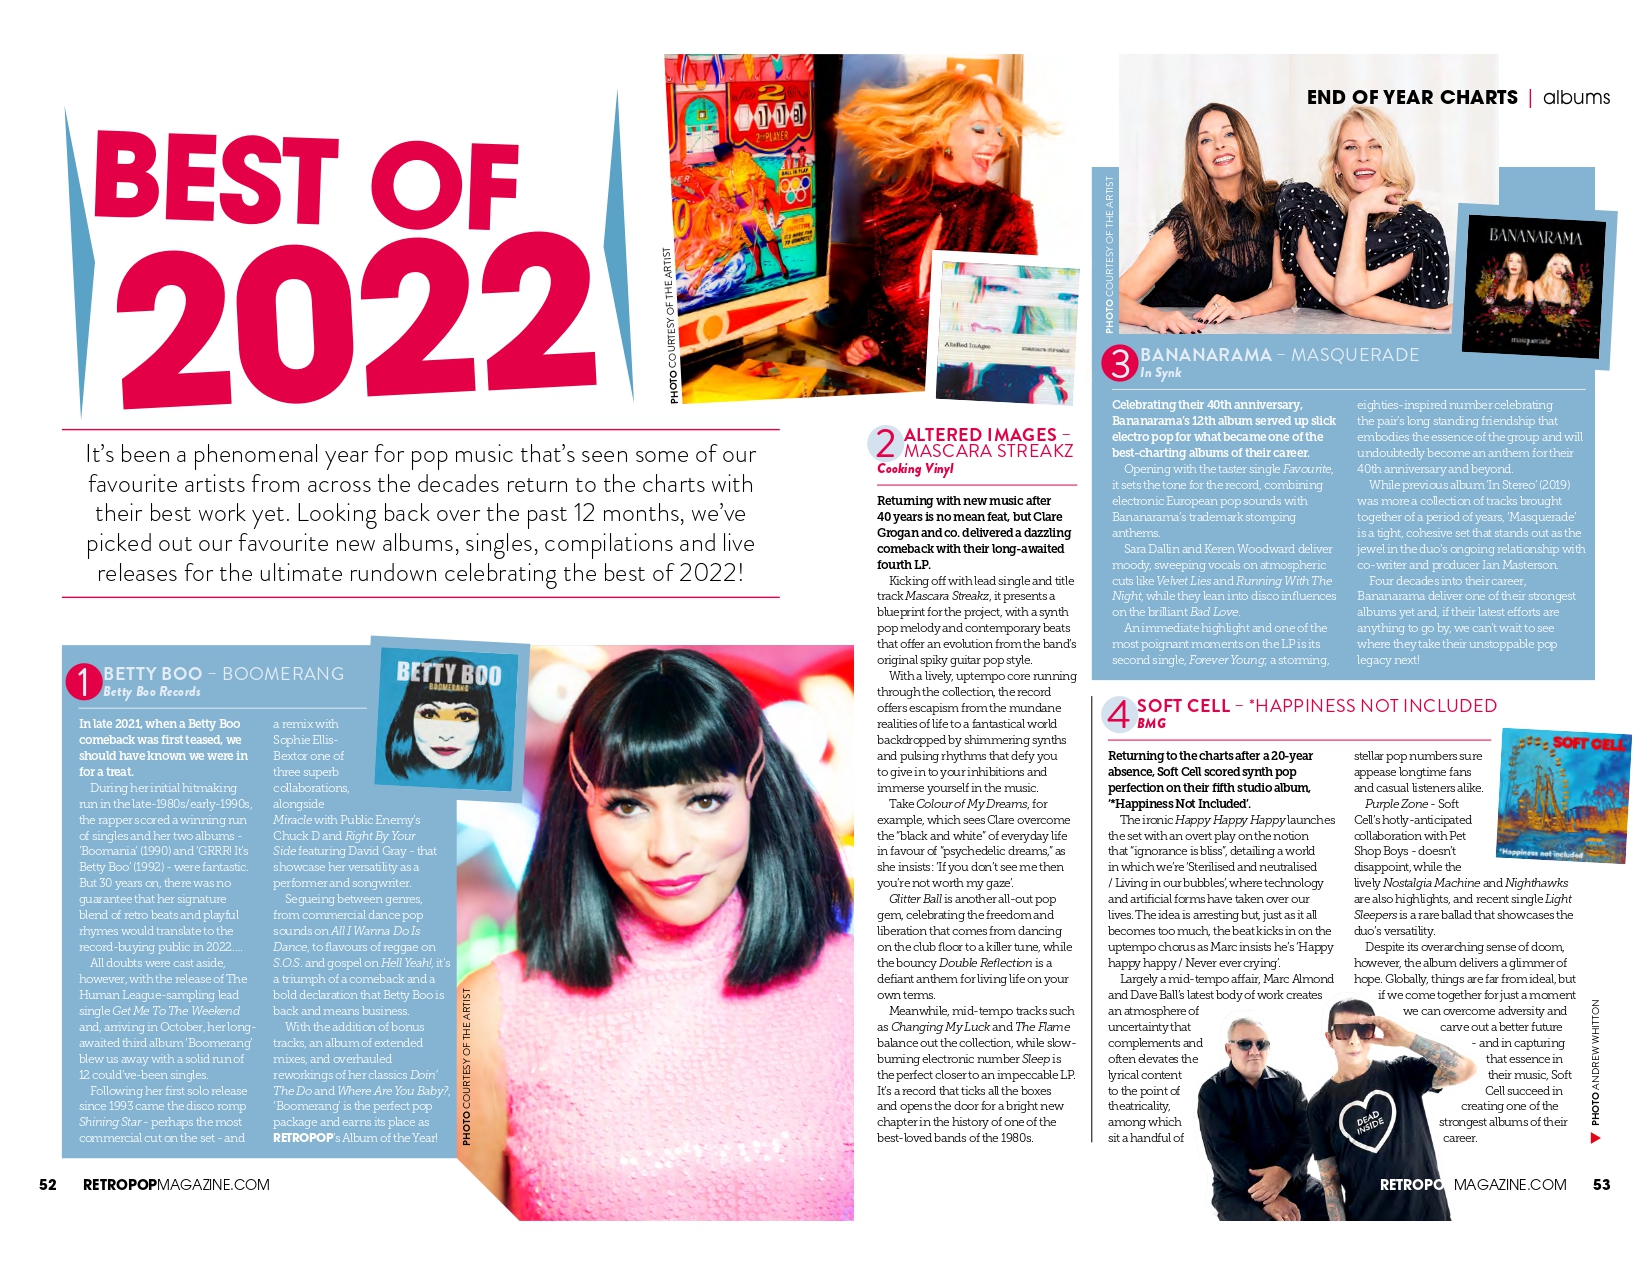 BEST OF
2022
It's been a phenomenal year for pop music that's seen some of our
favourite artists from across the decades return to the charts with
their best work yet. Looking back over the past 12 months, we've
picked out our favourite new albums, singles, compilations and live
releases for the ultimate rundown celebrating the best of 2022!
1 BETTY BOO – BOOMERANG
Betty Boo Records
In late 2021, when a Betty Boo
comeback was first teased, we
should have known we were in
for a treat.
During her initial hitmaking
run in the late-1980s/early-1990s,
the rapper scored a winning run
of singles and her two albums -
'Boomania' (1990) and 'GRRR! It's
Betty Boo' (1992) - were fantastic.
But 30 years on, there was no
guarantee that her signature
blend of retro beats and playful
rhymes would translate to the
record-buying public in 2022....
All doubts were cast aside,
however, with the release of The
Human League-sampling lead
single Get Me To The Weekend
and, arriving in October, her long-
awaited third album 'Boomerang'
blew us away with a solid run of
12 could've-been singles.
Following her first solo release
since 1993 came the disco romp
Shining Star - perhaps the most
commercial cut on the set - and
a remix with
Sophie Ellis-
Bextor one of
three superb
collaborations,
alongside
Miracle with Public Enemy's
Chuck D and Right By Your
Side featuring David Gray - that
showcase her versatility as a
performer and songwriter.
Segueing between genres,
from commercial dance pop
sounds on All I Wanna Do Is
Dance, to flavours of reggae on
S.O.S. and gospel on Hell Yeah!, it's
a triumph of a comeback and a
bold declaration that Betty Boo is
back and means business.
With the addition of bonus
tracks, an album of extended
mixes, and overhauled
reworkings of her classics Doin'
The Do and Where Are You Baby?,
'Boomerang' is the perfect pop
package and earns its place as
RETROPOP's Album of the Year!
BETTY BOO
BOOMERANG
PHOTO COURTESY OF THE ARTIST
52 RETROPOPMAGAZINE.COM
PHOTO COURTESY OF THE ARTIST
2
1 1 8
2nd PLAYER
BALL IN PLAY
Altered Images
mascara streakz
2 ALTERED IMAGES –
MASCARA STREAKZ
Cooking Vinyl
Returning with new music after
40 years is no mean feat, but Clare
Grogan and co. delivered a dazzling
comeback with their long-awaited
fourth LP.
Kicking off with lead single and title
track Mascara Streakz, it presents a
blueprint for the project, with a synth
pop melody and contemporary beats
that offer an evolution from the band's
original spiky guitar pop style.
With a lively, uptempo core running
through the collection, the record
offers escapism from the mundane
realities of life to a fantastical world
backdropped by shimmering synths
and pulsing rhythms that defy you
to give in to your inhibitions and
immerse yourself in the music.
Take Colour of My Dreams, for
example, which sees Clare overcome
the "black and white" of everyday life
in favour of "psychedelic dreams," as
she insists: 'If you don't see me then
you're not worth my gaze'.
Glitter Ball is another all-out pop
gem, celebrating the freedom and
liberation that comes from dancing
on the club floor to a killer tune, while
the bouncy Double Reflection is a
defiant anthem for living life on your
own terms.
Meanwhile, mid-tempo tracks such
as Changing My Luck and The Flame
balance out the collection, while slow-
burning electronic number Sleep is
the perfect closer to an impeccable LP.
It's a record that ticks all the boxes
and opens the door for a bright new
chapter in the history of one of the
best-loved bands of the 1980s.
END OF YEAR CHARTS | albums
PHOTO COURTESY OF THE ARTIST
BANANARAMA
masquerade
3 BANANARAMA – MASQUERADE
In Synk
Celebrating their 40th anniversary,
Bananarama's 12th album served up slick
electro pop for what became one of the
best-charting albums of their career.
Opening with the taster single Favourite,
it sets the tone for the record, combining
electronic European pop sounds with
Bananarama's trademark stomping
anthems.
Sara Dallin and Keren Woodward deliver
moody, sweeping vocals on atmospheric
cuts like Velvet Lies and Running With The
Night, while they lean into disco influences
on the brilliant Bad Love.
An immediate highlight and one of the
most poignant moments on the LP is its
second single, Forever Young; a storming,
eighties-inspired number celebrating
the pair's long standing friendship that
embodies the essence of the group and will
undoubtedly become an anthem for their
40th anniversary and beyond.
While previous album 'In Stereo' (2019)
was more a collection of tracks brought
together of a period of years, 'Masquerade'
is a tight, cohesive set that stands out as the
jewel in the duo's ongoing relationship with
co-writer and producer Ian Masterson.
Four decades into their career,
Bananarama deliver one of their strongest
albums yet and, if their latest efforts are
anything to go by, we can't wait to see
where they take their unstoppable pop
legacy next!
4 SOFT CELL – *HAPPINESS NOT INCLUDED
BMG
Returning to the charts after a 20-year
absence, Soft Cell scored synth pop
perfection on their fifth studio album,
'*Happiness Not Included'.
The ironic Happy Happy Happy launches
the set with an overt play on the notion
that "ignorance is bliss", detailing a world
in which we're 'Sterilised and neutralised
/ Living in our bubbles', where technology
and artificial forms have taken over our
lives. The idea is arresting but, just as it all
becomes too much, the beat kicks in on the
uptempo chorus as Marc insists he's 'Happy
happy happy / Never ever crying'.
Largely a mid-tempo affair, Marc Almond
and Dave Ball's latest body of work creates
an atmosphere of
uncertainty that
complements and
often elevates the
lyrical content
to the point of
theatricality,
among which
sit a handful of
stellar pop numbers sure
appease longtime fans
and casual listeners alike.
Purple Zone - Soft
Cell's hotly-anticipated
collaboration with Pet
Shop Boys - doesn't
disappoint, while the
lively Nostalgia Machine and Nighthawks
are also highlights, and recent single Light
Sleepers is a rare ballad that showcases the
duo's versatility.
Despite its overarching sense of doom,
however, the album delivers a glimmer of
hope. Globally, things are far from ideal, but
if we come together for just a moment
we can overcome adversity and
carve out a better future
- and in capturing
that essence in
their music, Soft
Cell succeed in
creating one of the
strongest albums of their
career.
SOFT CELL
*Happiness not included
DEAD
INSIDE
PHOTO ANDREW WHITTON
RETROPO MAGAZINE.COM 53